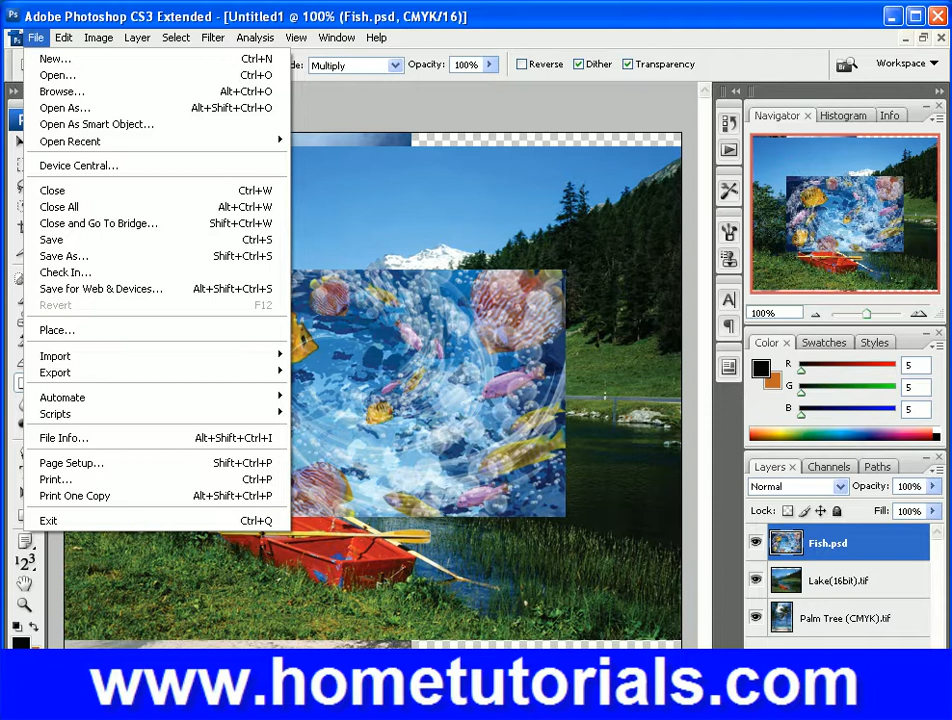 Adobe Photoshop CS3 Extended - [Untitled1 @ 100% (Fish.psd, CMYK/16)]
File Edit Image Layer Select Filter Analysis View Window Help
Multiply Opacity: 100% Reverse Dither Transparency Workspace
New... Ctrl+N
Open... Ctrl+O
Browse... Alt+Ctrl+O
Open As... Alt+Shift+Ctrl+O
Open As Smart Object...
Open Recent
Device Central...
Close Ctrl+W
Close All Alt+Ctrl+W
Close and Go To Bridge... Shift+Ctrl+W
Save Ctrl+S
Save As... Shift+Ctrl+S
Check In...
Save for Web & Devices... Alt+Shift+Ctrl+S
Revert F12
Place...
Import
Export
Automate
Scripts
File Info... Alt+Shift+Ctrl+I
Page Setup... Shift+Ctrl+P
Print... Ctrl+P
Print One Copy Alt+Shift+Ctrl+P
Exit Ctrl+Q
Navigator Histogram Info
100%
Color Swatches Styles
R 5
G 5
B 5
Layers Channels Paths
Normal Opacity: 100%
Lock: Fill: 100%
Fish.psd
Lake(16bit).tif
Palm Tree (CMYK).tif
www.hometutorials.com